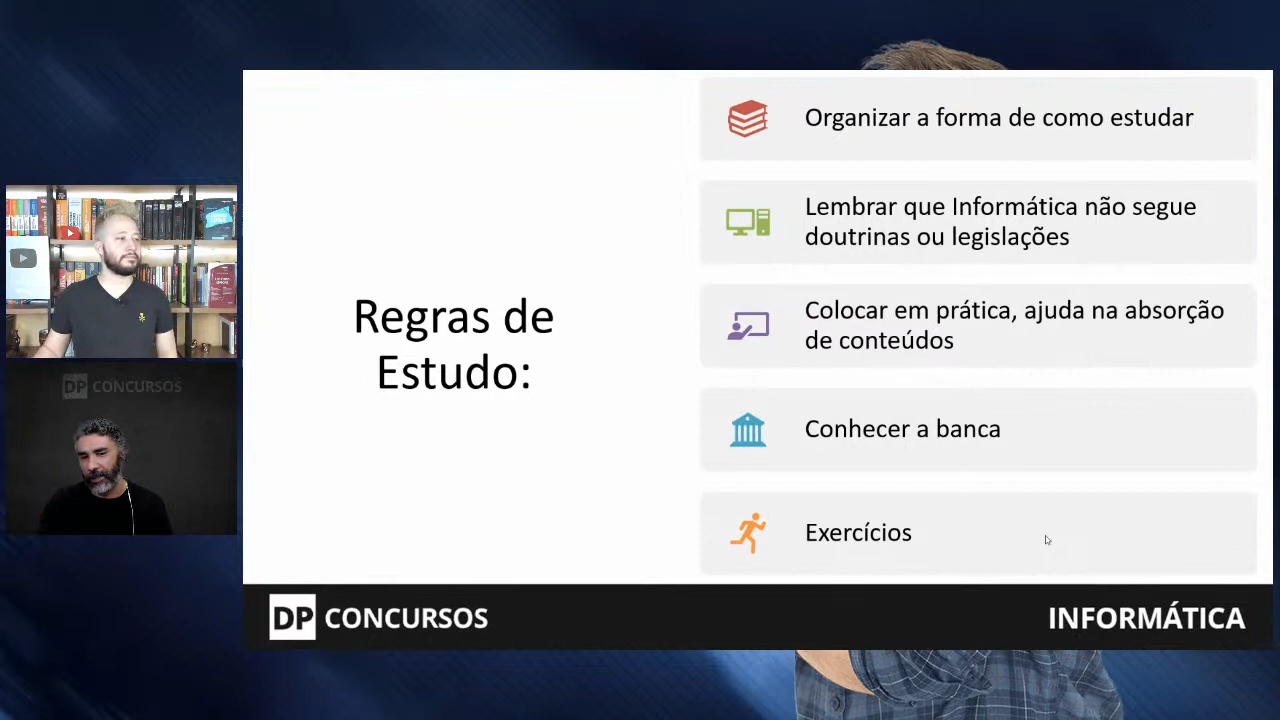 Regras de
Estudo:
Organizar a forma de como estudar
Lembrar que Informática não segue
doutrinas ou legislações
Colocar em prática, ajuda na absorção
de conteúdos
Conhecer a banca
Exercícios
DP CONCURSOS
DP CONCURSOS
INFORMÁTICA